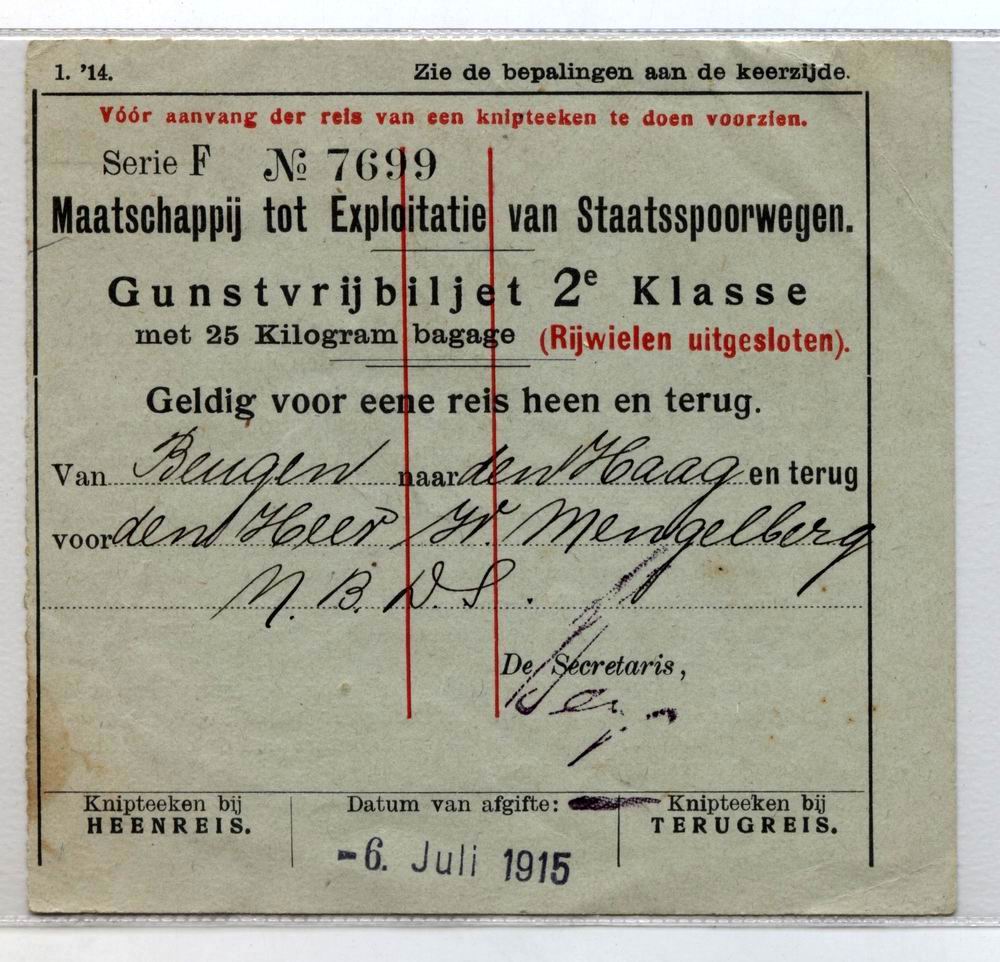 1. '14. Zie de bepalingen aan de keerzijde.
Vóór aanvang der reis van een knipteeken te doen voorzien.
Serie F № 7699
Maatschappij tot Exploitatie van Staatsspoorwegen.
Gunstvrijbiljet 2e Klasse
met 25 Kilogram bagage (Rijwielen uitgesloten).
Geldig voor eene reis heen en terug.
Van Beugen naar den Haag en terug
voor den Heer W. Mengelberg
N. B. D. S.
De Secretaris,
Knipteeken bij Datum van afgifte: Knipteeken bij
HEENREIS. TERUGREIS.
-6. Juli 1915